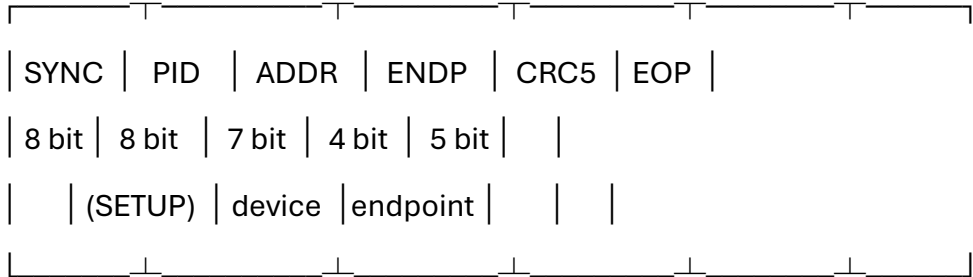 ┌────────┬───────────┬──────────┬──────────┬─────────┬───────┐
│ SYNC │ PID │ ADDR │ ENDP │ CRC5 │ EOP │
│ 8 bit │ 8 bit │ 7 bit │ 4 bit │ 5 bit │ │
│ │ (SETUP) │ device │endpoint │ │ │
└────────┴───────────┴──────────┴──────────┴─────────┴───────┘